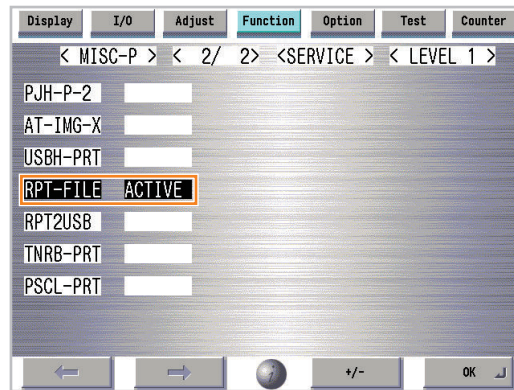 Display I/O Adjust Function Option Test Counter
< MISC-P > < 2/ 2> <SERVICE > < LEVEL 1 >
PJH-P-2
AT-IMG-X
USBH-PRT
RPT-FILE ACTIVE
RPT2USB
TNRB-PRT
PSCL-PRT
+/- OK